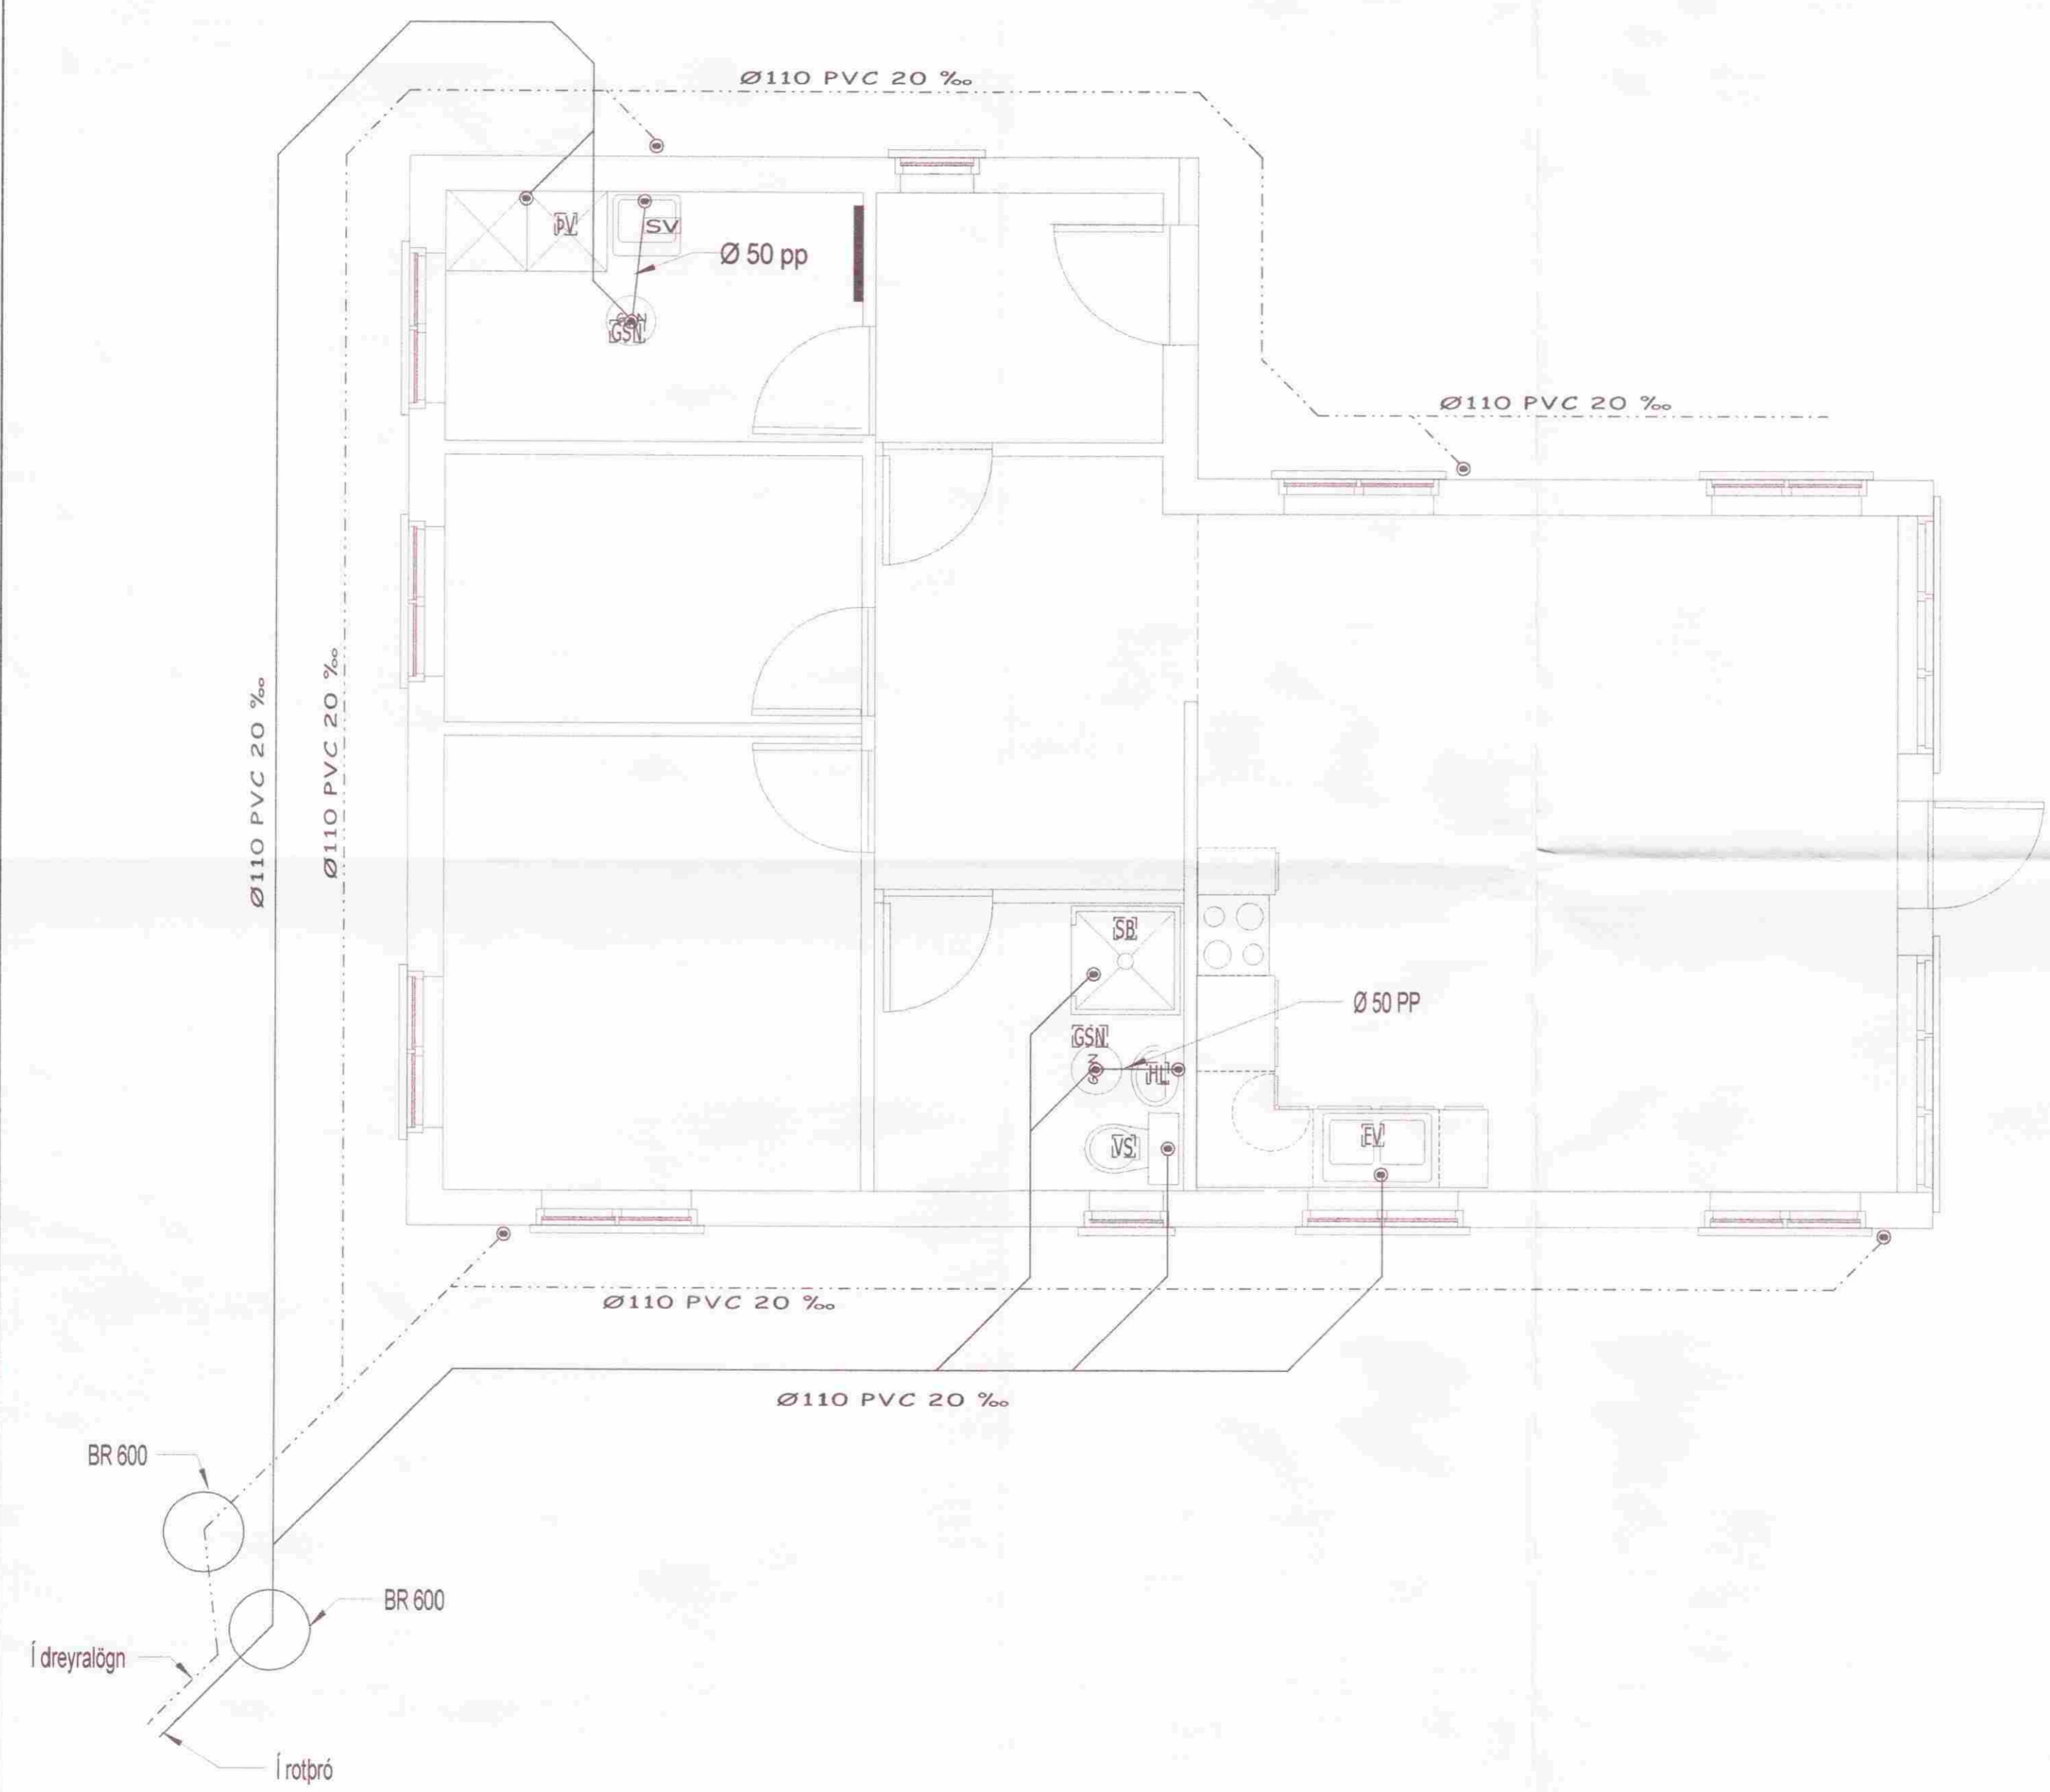 Ø110 PVC 20 ‰
ÞV
SV
Ø 50 pp
GSN
Ø110 PVC 20 ‰
Ø110 PVC 20 ‰
Ø110 PVC 20 ‰
SB
Ø 50 PP
GSN
HL
VS
EV
Ø110 PVC 20 ‰
Ø110 PVC 20 ‰
BR 600
BR 600
Í dreyralögn
Í rotþró